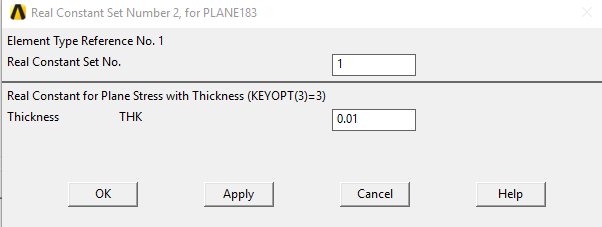 Real Constant Set Number 2, for PLANE183
Element Type Reference No. 1
Real Constant Set No. 1
Real Constant for Plane Stress with Thickness (KEYOPT(3)=3)
Thickness THK 0.01
OK Apply Cancel Help